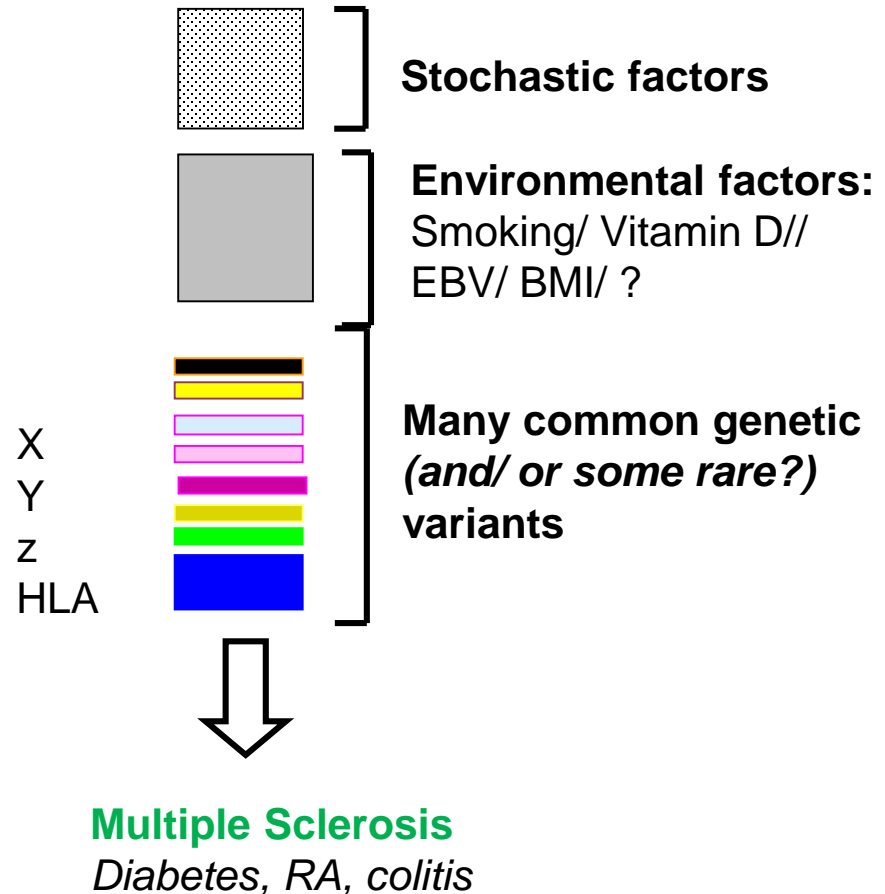 Stochastic factors
Environmental factors:
Smoking/ Vitamin D//
EBV/ BMI/ ?
Many common genetic
(and/ or some rare?)
variants
X
Y
z
HLA
Multiple Sclerosis
Diabetes, RA, colitis